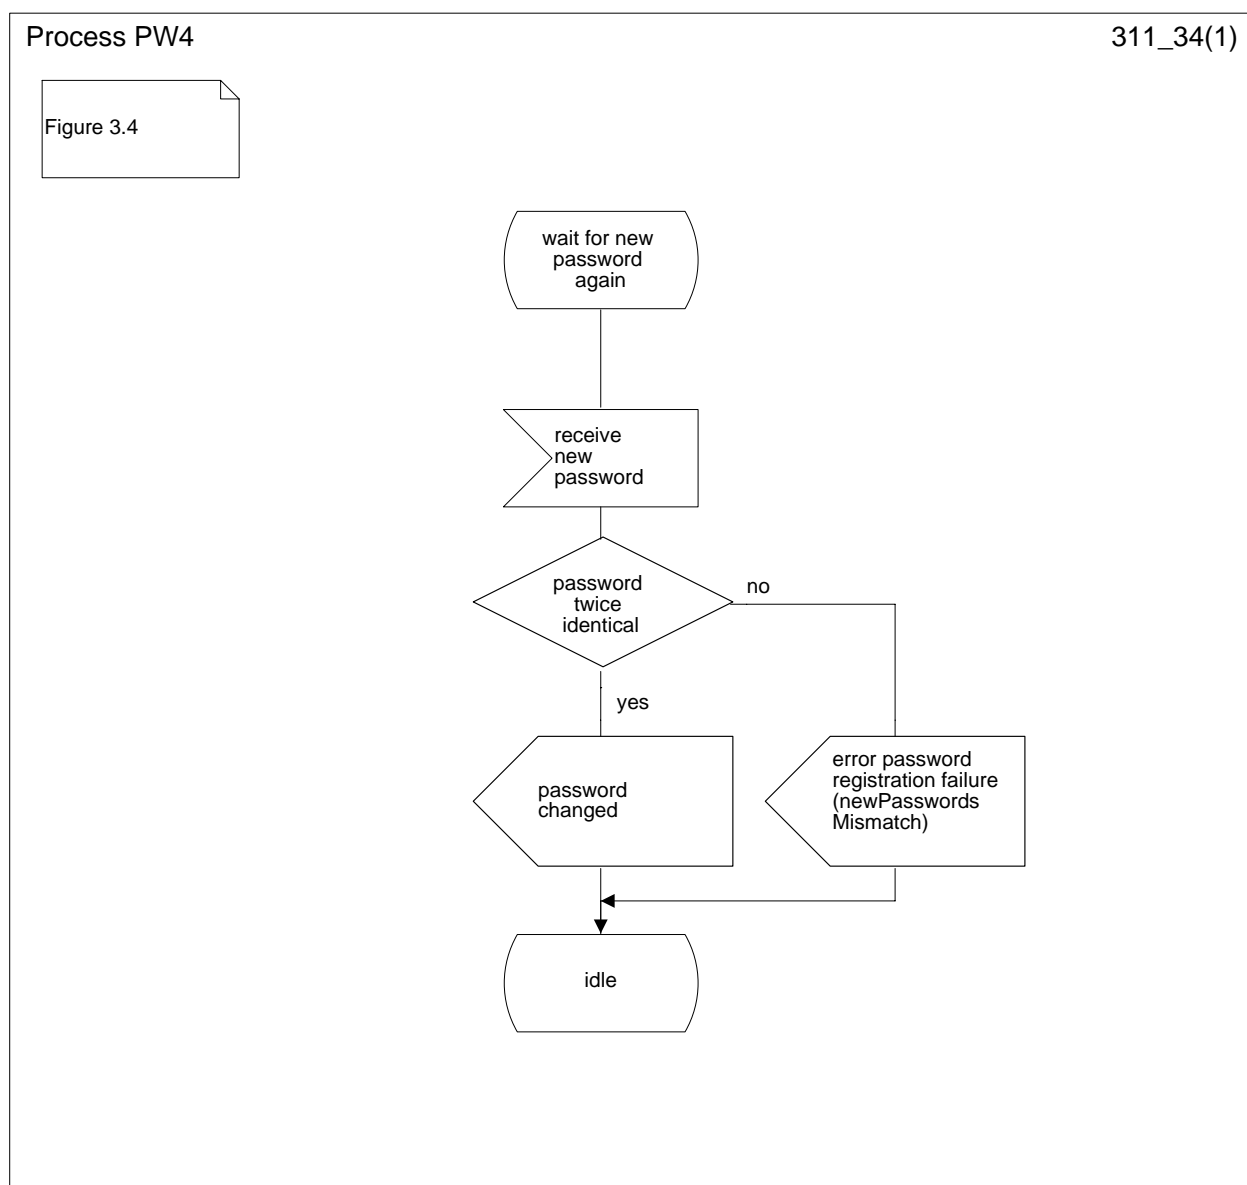 Process PW4
311_34(1)
Figure 3.4
wait for new
password
again
receive
new
password
password
twice
identical
no
yes
password
changed
error password
registration failure
(newPasswords
Mismatch)
idle